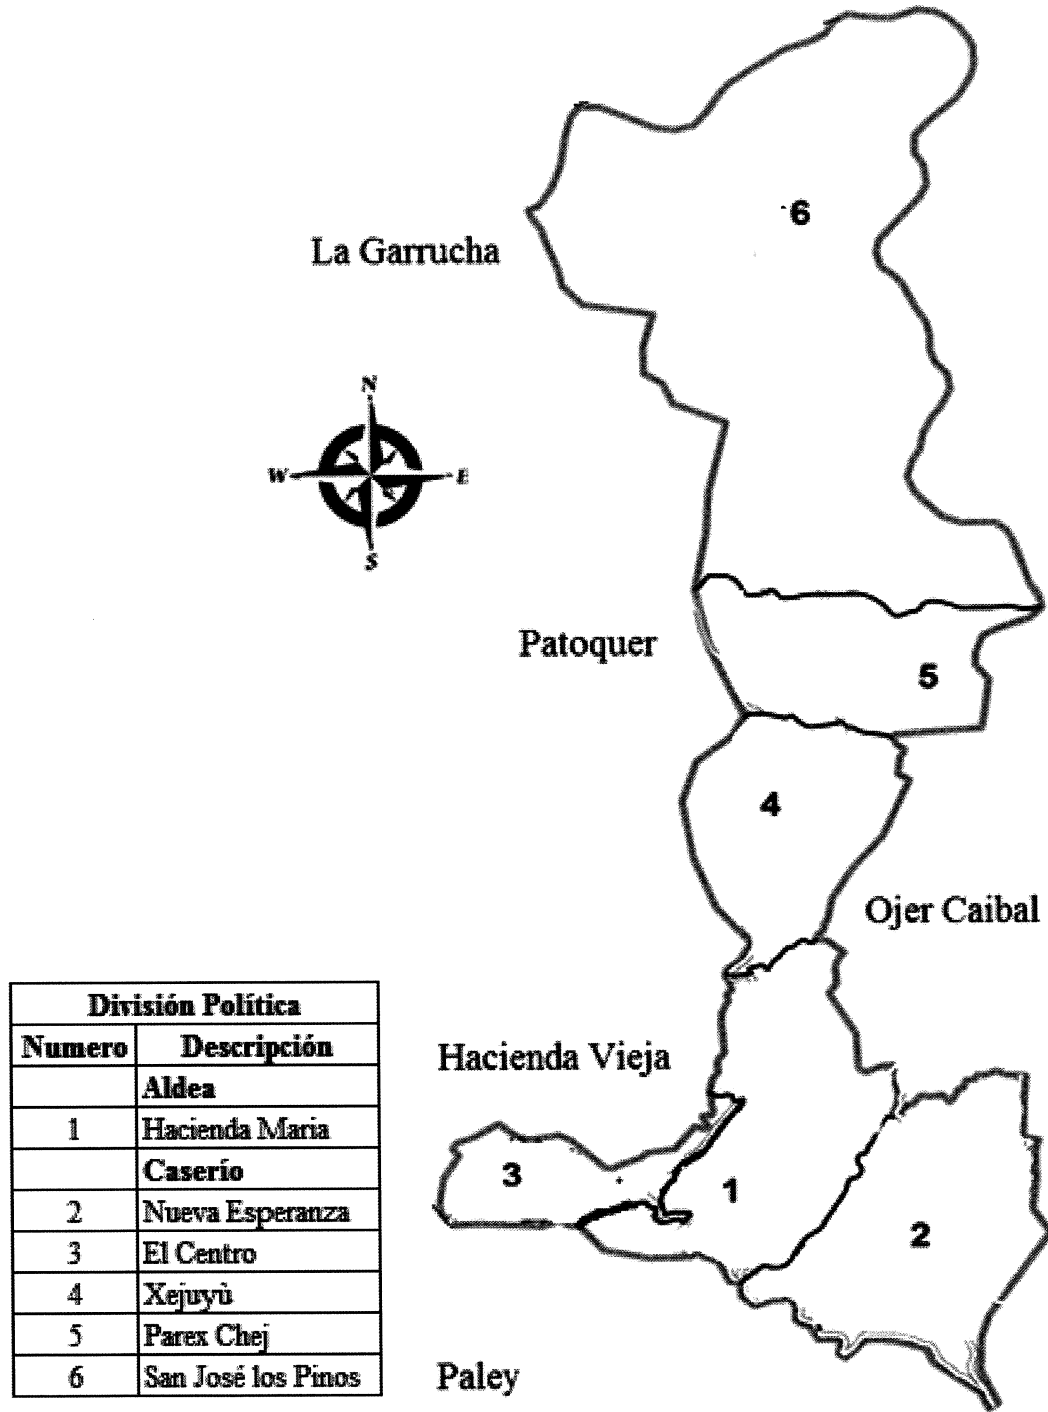 6
La Garrucha
N
W E
S
Patoquer
5
4
Ojer Caibal
División Política
Numero Descripción
Aldea
1 Hacienda Maria
Caserío
2 Nueva Esperanza
3 El Centro
4 Xejuyù
5 Parex Chej
6 San José los Pinos
Hacienda Vieja
3
1
2
Paley